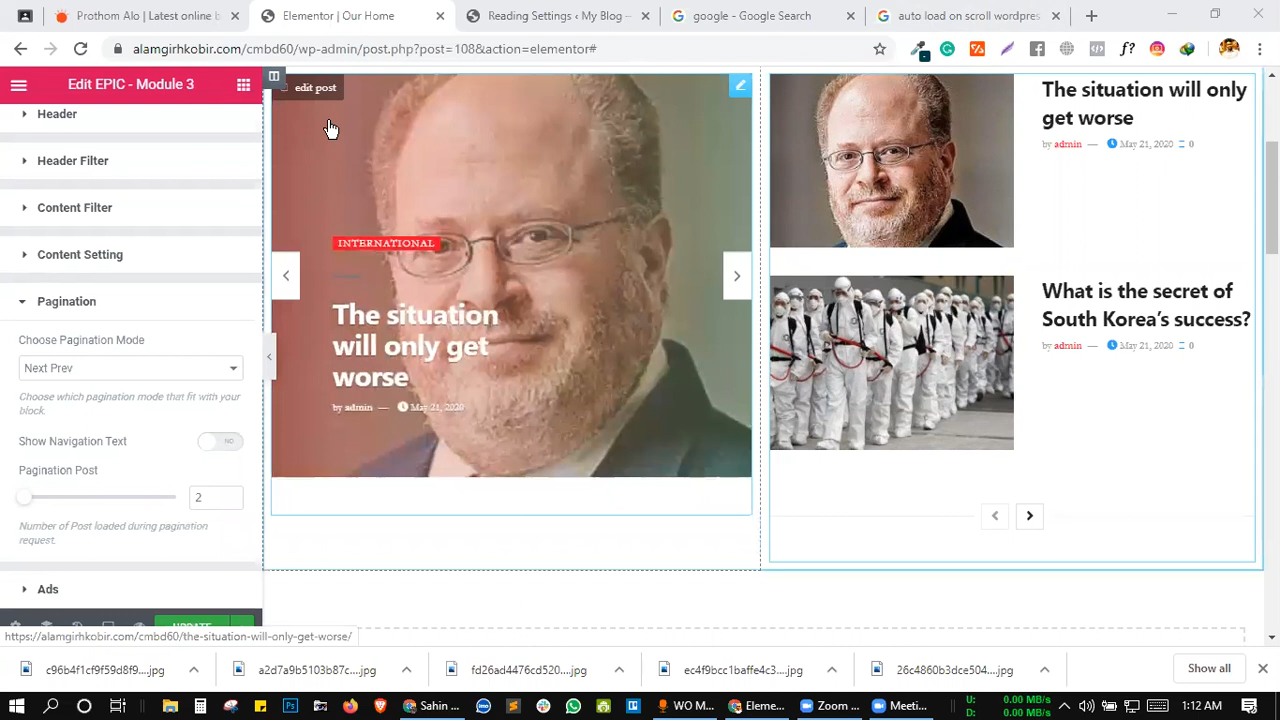 Prothom Alo | Latest online b
Elementor | Our Home
Reading Settings ‹ My Blog —
google - Google Search
auto load on scroll wordpres
alamgirhkobir.com/cmbd60/wp-admin/post.php?post=108&action=elementor#
Edit EPIC - Module 3
Header
Header Filter
Content Filter
Content Setting
Pagination
Choose Pagination Mode
Next Prev
Choose which pagination mode that fit with your
block.
Show Navigation Text
NO
Pagination Post
2
Number of Post loaded during pagination
request.
Ads
UPDATE
edit post
INTERNATIONAL
The situation
will only get
worse
by admin — May 21, 2020
The situation will only
get worse
by admin — May 21, 2020 0
What is the secret of
South Korea's success?
by admin — May 21, 2020 0
https://alamgirhkobir.com/cmbd60/the-situation-will-only-get-worse/
c96b4f1cf9f59d8f9....jpg
a2d7a9b5103b87c....jpg
fd26ad4476cd520....jpg
ec4f9bcc1baffe4c3....jpg
26c4860b3dce504....jpg
Show all
Sahin ...
WO M...
Eleme...
Zoom ...
Meeti...
U: 0.00 MB/s
D: 0.00 MB/s
1:12 AM